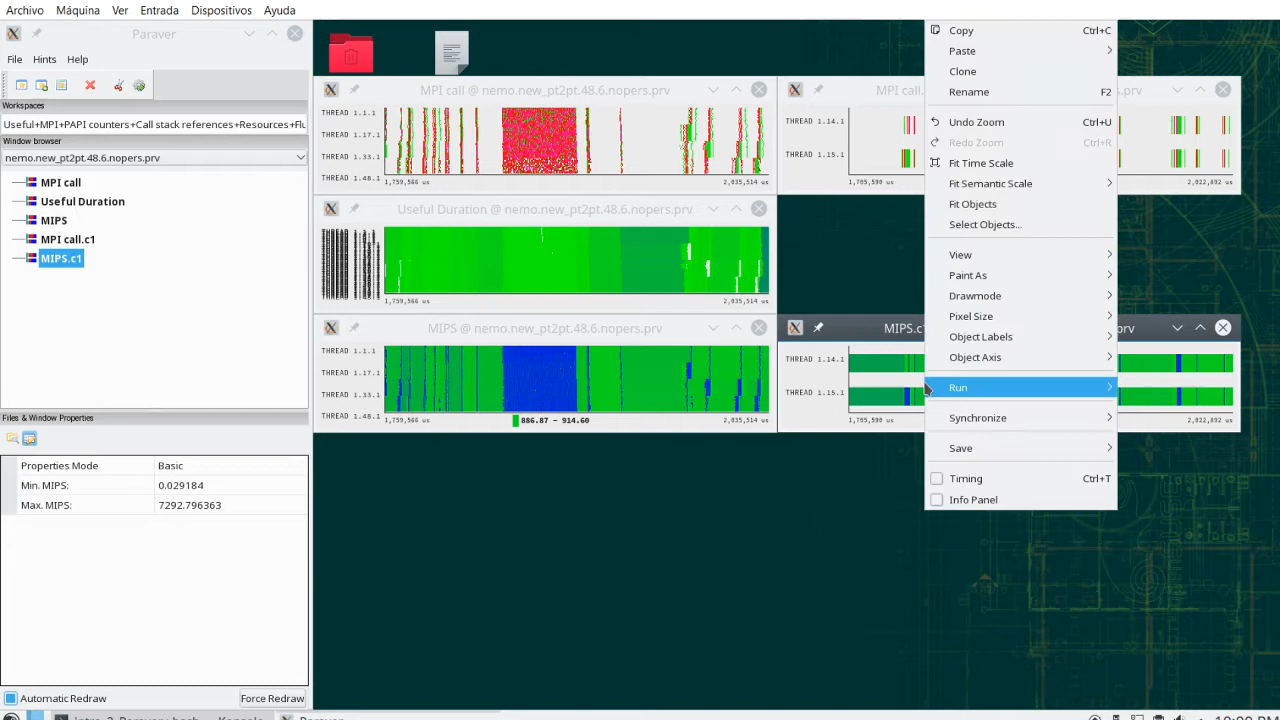 Archivo Máquina Ver Entrada Dispositivos Ayuda
Paraver
File Hints Help
Workspaces
Useful+MPI+PAPI counters+Call stack references+Resources+Flu
Window browser
nemo.new_pt2pt.48.6.nopers.prv
MPI call
Useful Duration
MIPS
MPI call.c1
MIPS.c1
Files & Window Properties
Properties Mode Basic
Min. MIPS: 0.029184
Max. MIPS: 7292.796363
Automatic Redraw Force Redraw
MPI call @ nemo.new_pt2pt.48.6.nopers.prv
THREAD 1.1.1
THREAD 1.17.1
THREAD 1.33.1
THREAD 1.48.1
1,759,566 us 2,035,514 us
Useful Duration @ nemo.new_pt2pt.48.6.nopers.prv
1,759,566 us 2,035,514 us
MIPS @ nemo.new_pt2pt.48.6.nopers.prv
THREAD 1.1.1
THREAD 1.17.1
THREAD 1.33.1
THREAD 1.48.1
1,759,566 us 2,035,514 us
886.87 - 914.60
MPI call. s.prv
THREAD 1.14.1
THREAD 1.15.1
1,705,590 us 2,022,892 us
MIPS.c prv
THREAD 1.14.1
THREAD 1.15.1
1,705,590 us 2,022,892 us
Copy Ctrl+C
Paste
Clone
Rename F2
Undo Zoom Ctrl+U
Redo Zoom Ctrl+R
Fit Time Scale
Fit Semantic Scale
Fit Objects
Select Objects...
View
Paint As
Drawmode
Pixel Size
Object Labels
Object Axis
Run
Synchronize
Save
Timing Ctrl+T
Info Panel